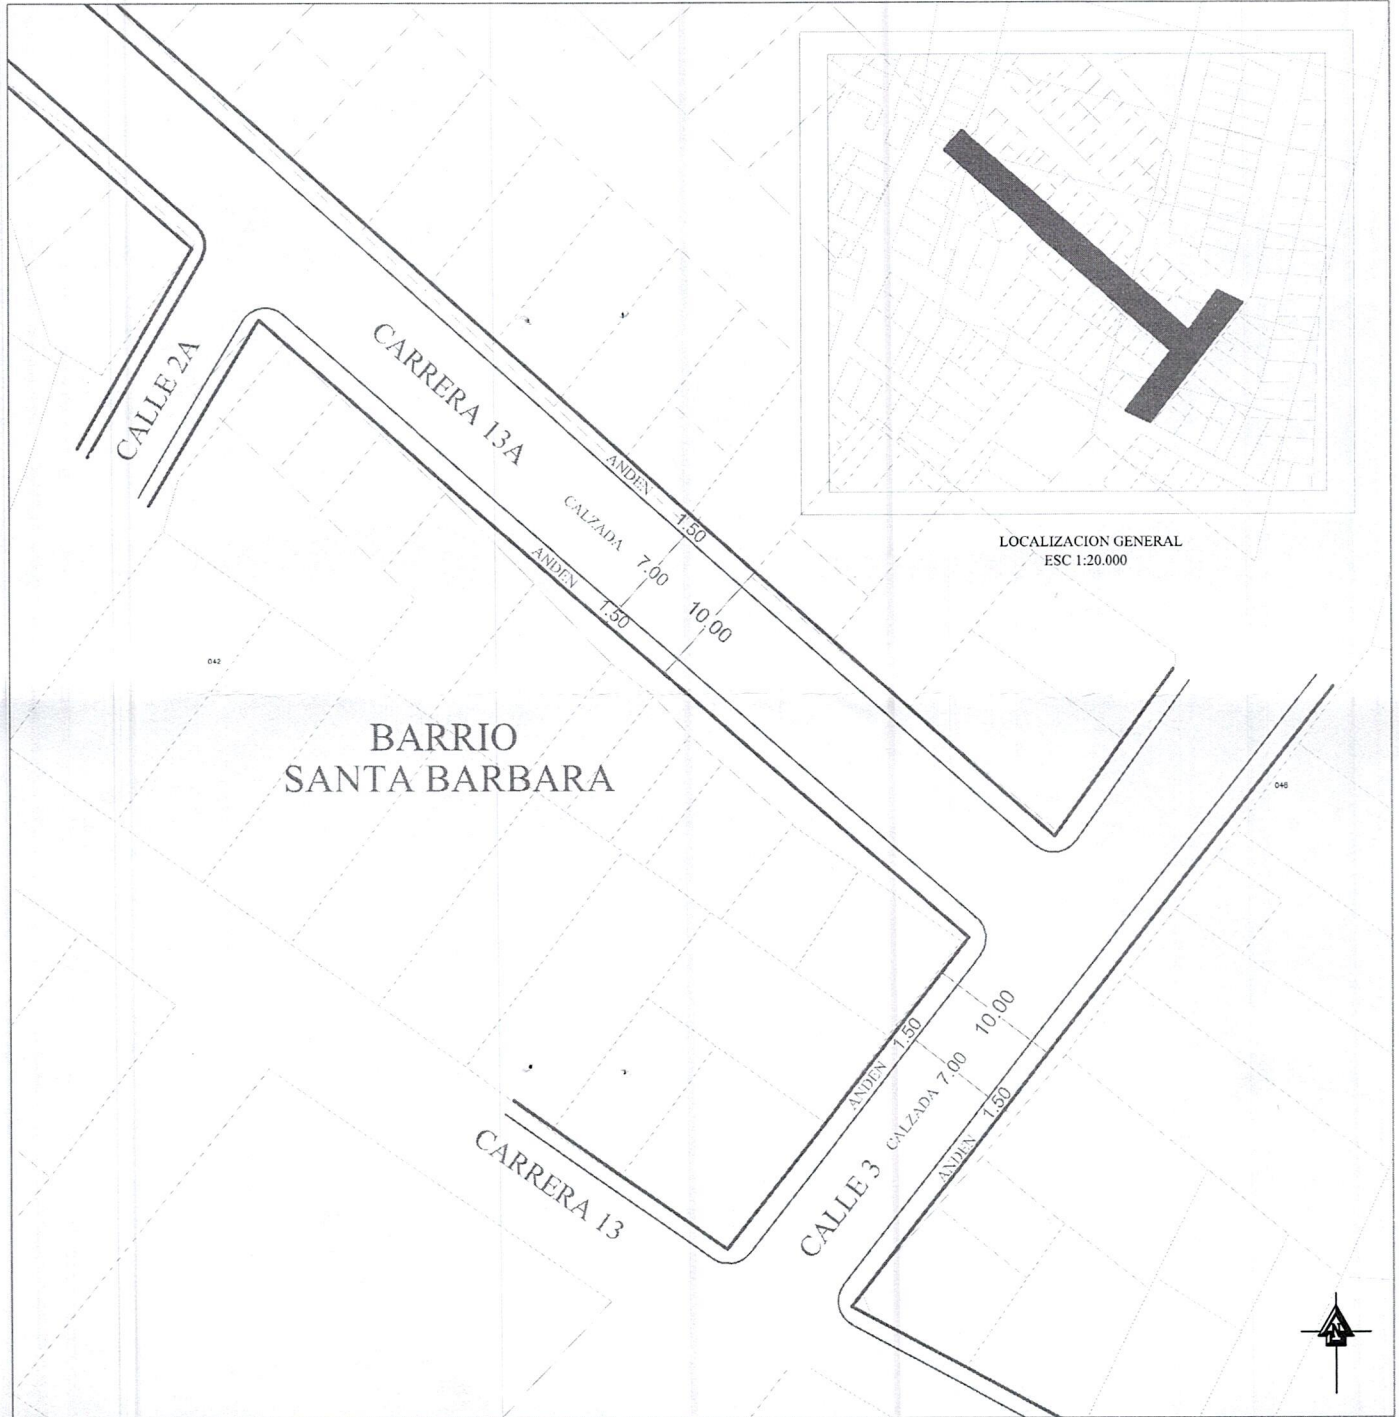 CARRERA 13A
CALLE 2A
ANDEN 1.50
CALZADA 7.00
ANDEN 1.50
10.00
LOCALIZACION GENERAL
ESC 1:20.000
042
BARRIO
SANTA BARBARA
046
10.00
ANDEN 1.50
CALZADA 7.00
ANDEN 1.50
CARRERA 13
CALLE 3
N